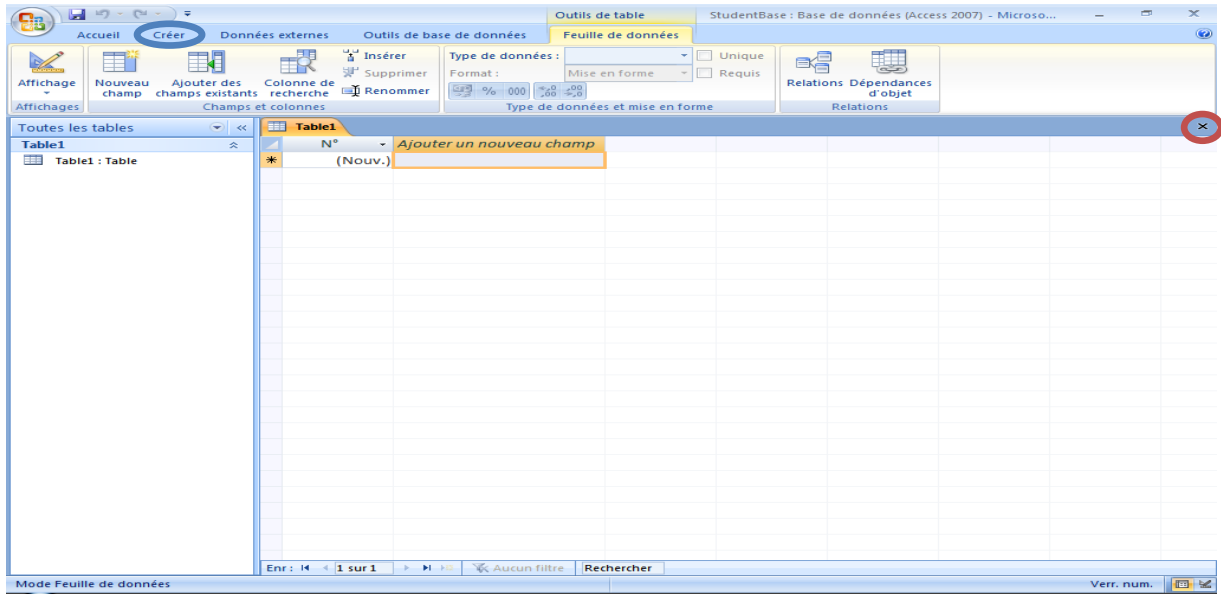 Outils de table
StudentBase : Base de données (Access 2007) - Microso...
Accueil
Créer
Données externes
Outils de base de données
Feuille de données
Affichage
Nouveau champ
Ajouter des champs existants
Colonne de recherche
Insérer
Supprimer
Renommer
Type de données :
Format :
Mise en forme
% 000
Unique
Requis
Relations
Dépendances d'objet
Affichages
Champs et colonnes
Type de données et mise en forme
Relations
Toutes les tables
Table1
Table1
Table1 : Table
N°
Ajouter un nouveau champ
(Nouv.)
Enr : 1 sur 1
Aucun filtre
Rechercher
Mode Feuille de données
Verr. num.